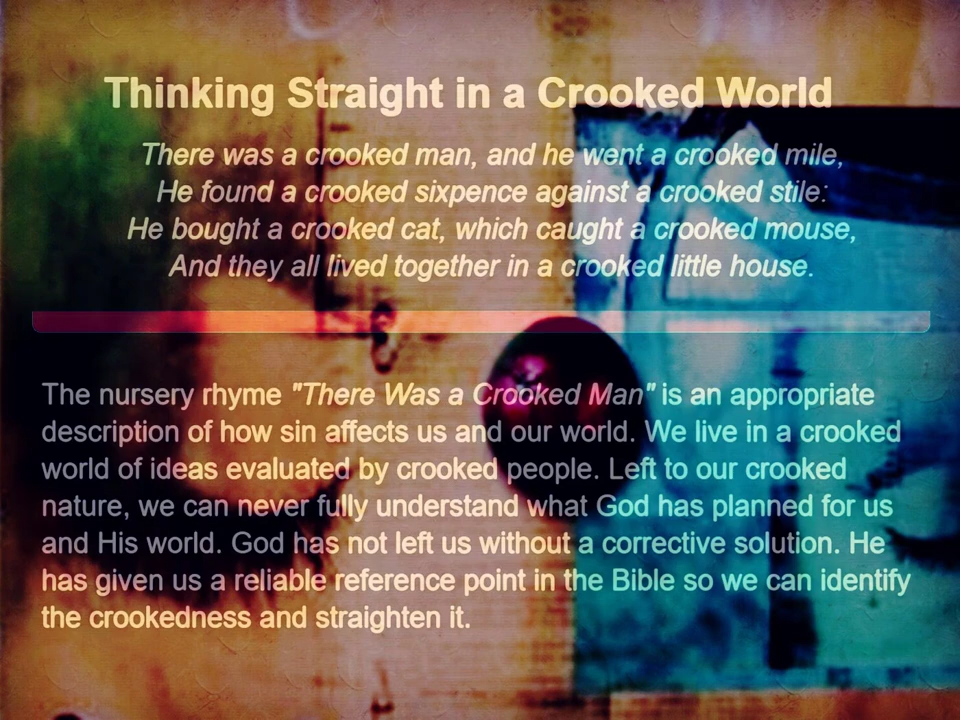 Thinking Straight in a Crooked World
There was a crooked man, and he went a crooked mile,
He found a crooked sixpence against a crooked stile:
He bought a crooked cat, which caught a crooked mouse,
And they all lived together in a crooked little house.
The nursery rhyme "There Was a Crooked Man" is an appropriate
description of how sin affects us and our world. We live in a crooked
world of ideas evaluated by crooked people. Left to our crooked
nature, we can never fully understand what God has planned for us
and His world. God has not left us without a corrective solution. He
has given us a reliable reference point in the Bible so we can identify
the crookedness and straighten it.